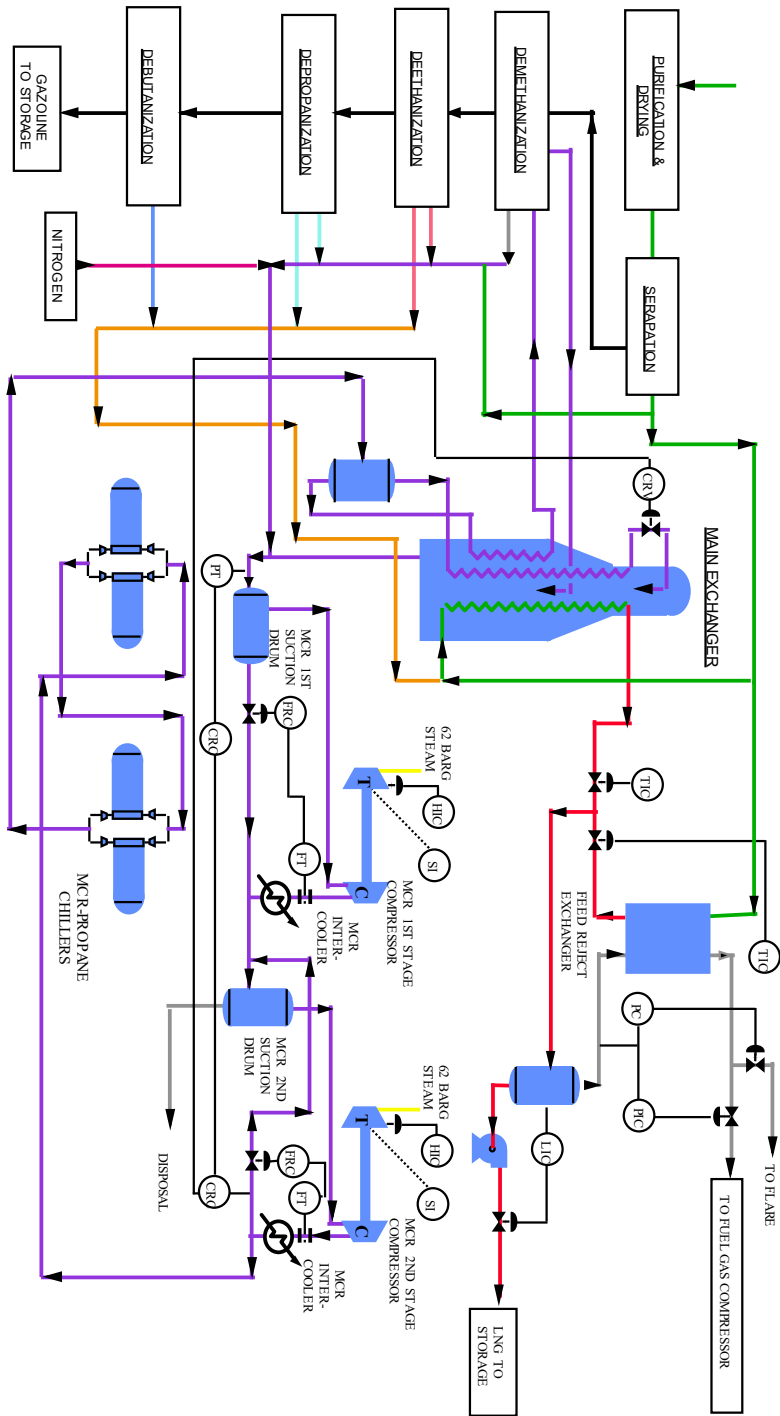 PURIFICATION &
DRYING
SERAPATION
DEMETHANIZATION
DEETHANIZATION
DEPROPANIZATION
DEBUTANIZATION
GAZOLINE
TO STORAGE
NITROGEN
MAIN EXCHANGER
CRV
PT
MCR 1ST
SUCTION
DRUM
FRC
CRC
62 BARG
STEAM
HIC
T
SI
FT
C
MCR 1ST STAGE
COMPRESSOR
MCR
INTER-
COOLER
TIC
FEED REJECT
EXCHANGER
TIC
MCR-PROPANE
CHILLERS
MCR 2ND
SUCTION
DRUM
DISPOSAL
62 BARG
STEAM
HIC
T
SI
FRC
FT
CRC
C
MCR 2ND STAGE
COMPRESSOR
MCR
INTER-
COOLER
PC
PIC
LIC
TO FLARE
TO FUEL GAS COMPRESSOR
LNG TO
STORAGE